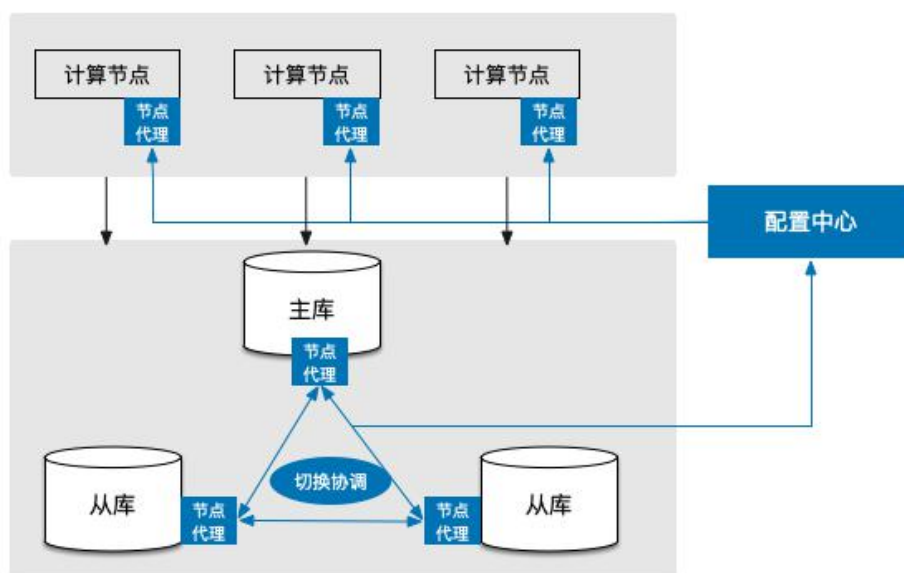 计算节点
计算节点
计算节点
节点
代理
节点
代理
节点
代理
配置中心
主库
节点
代理
切换协调
从库
节点
代理
节点
代理
从库